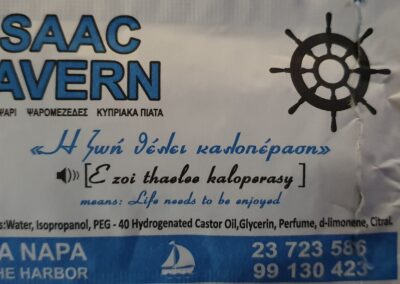 SAAC
AVERN
ΨΑΡΙ ΨΑΡΟΜΕΖΕΔΕΣ ΚΥΠΡΙΑΚΑ ΠΙΑΤΑ
«Η ζωή θέλει καλοπέραση»
[E zoi thaelee kaloperasy]
means: Life needs to be enjoyed
s:Water, Isopropanol, PEG - 40 Hydrogenated Castor Oil,Glycerin, Perfume, d-limonene, Citral.
A NAPA 23 723 586
HE HARBOR 99 130 423